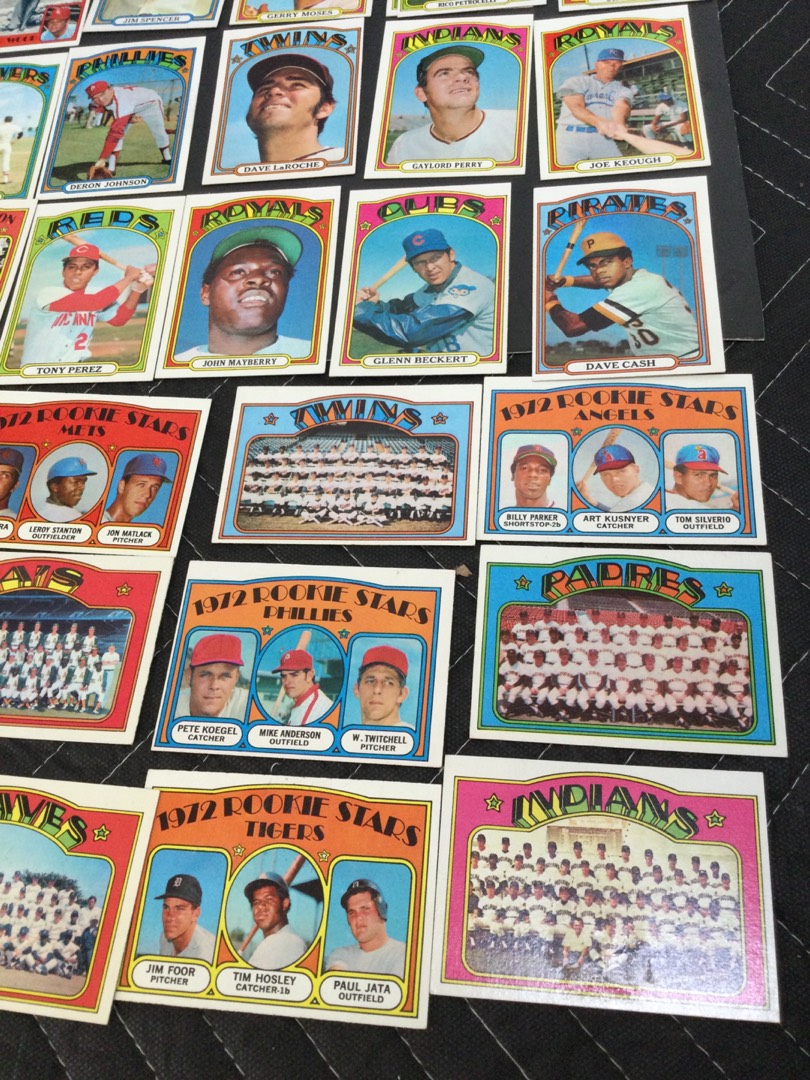 JIM SPENCER
GERRY MOSES
RICO PETROCELLI
PHILLIES
DERON JOHNSON
TWINS
DAVE LaROCHE
INDIANS
GAYLORD PERRY
ROYALS
JOE KEOUGH
REDS
TONY PEREZ
ROYALS
JOHN MAYBERRY
CUBS
GLENN BECKERT
PIRATES
DAVE CASH
1972 ROOKIE STARS
METS
LEROY STANTON
OUTFIELDER
JON MATLACK
PITCHER
TWINS
1972 ROOKIE STARS
ANGELS
BILLY PARKER
SHORTSTOP-2b
ART KUSNYER
CATCHER
TOM SILVERIO
OUTFIELD
A'S
1972 ROOKIE STARS
PHILLIES
PETE KOEGEL
CATCHER
MIKE ANDERSON
OUTFIELD
W. TWITCHELL
PITCHER
PADRES
1972 ROOKIE STARS
TIGERS
JIM FOOR
PITCHER
TIM HOSLEY
CATCHER-1b
PAUL JATA
OUTFIELD
INDIANS